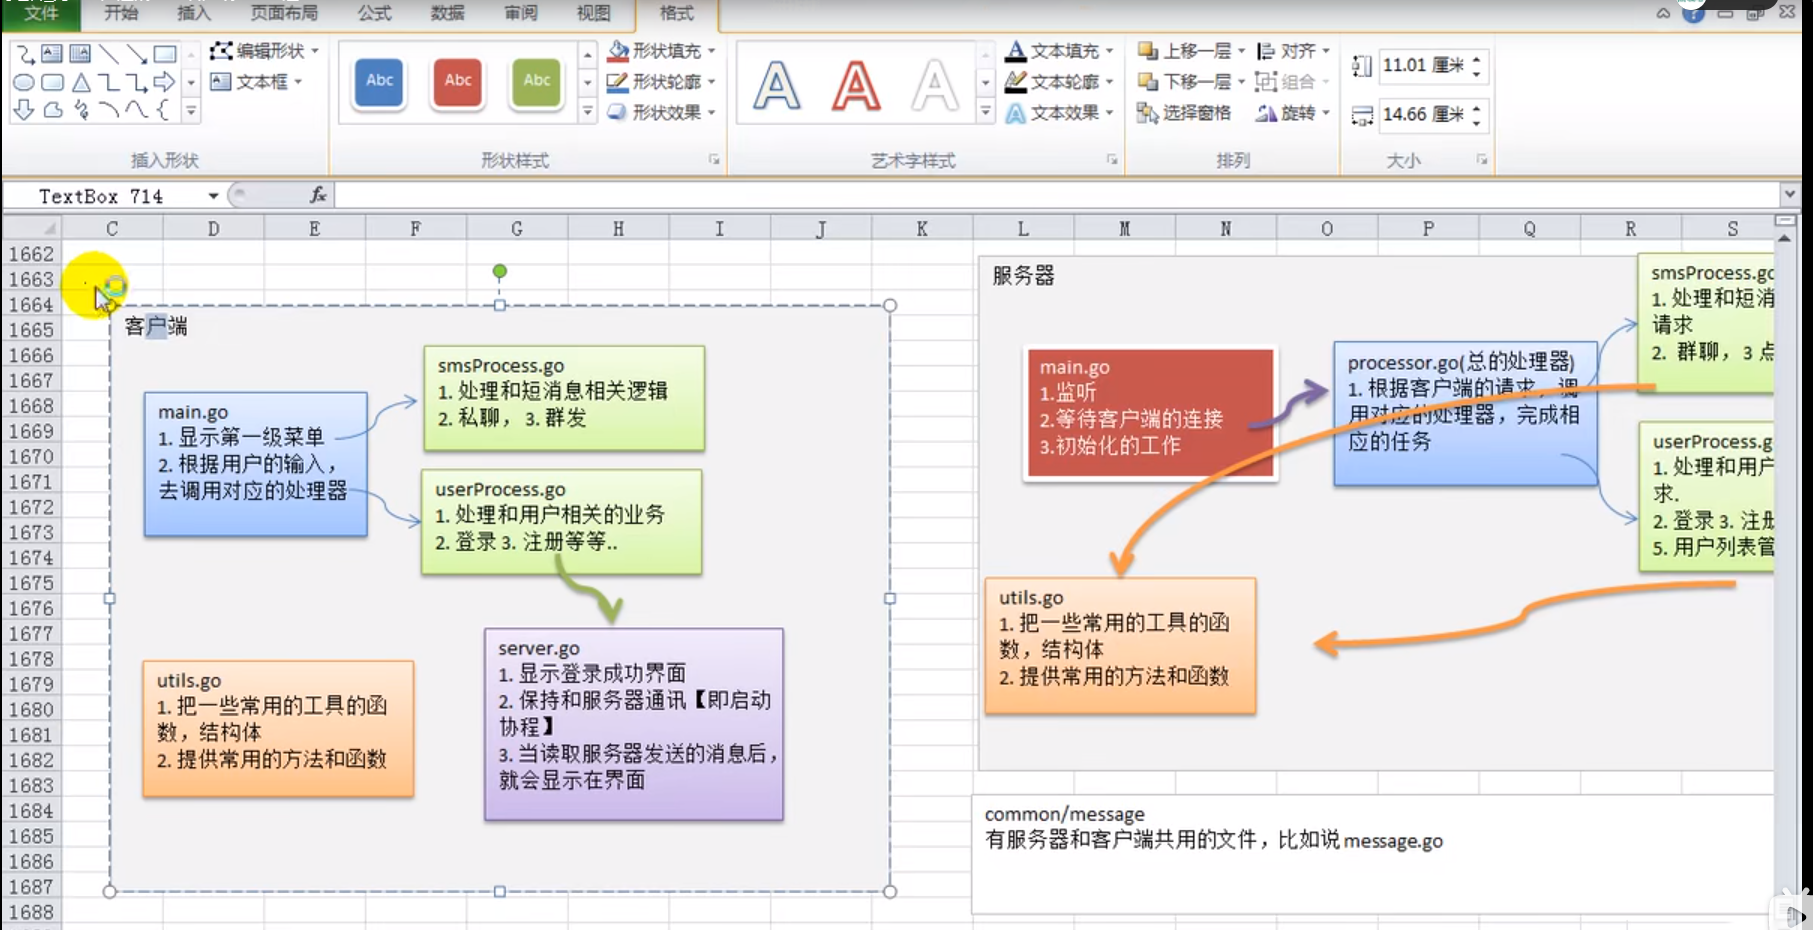 文件 开始 插入 页面布局 公式 数据 审阅 视图 格式
编辑形状
文本框
插入形状
Abc Abc Abc
形状填充
形状轮廓
形状效果
形状样式
A A A
文本填充
文本轮廓
文本效果
艺术字样式
上移一层 对齐
下移一层 组合
选择窗格 旋转
排列
11.01 厘米
14.66 厘米
大小
TextBox 714 fx
C D E F G H I J K L M N O P Q R S
1662
1663
1664
1665
1666
1667
1668
1669
1670
1671
1672
1673
1674
1675
1676
1677
1678
1679
1680
1681
1682
1683
1684
1685
1686
1687
1688
客户端
main.go
1. 显示第一级菜单
2. 根据用户的输入，
去调用对应的处理器
smsProcess.go
1. 处理和短消息相关逻辑
2. 私聊， 3. 群发
userProcess.go
1. 处理和用户相关的业务
2. 登录 3. 注册等等..
utils.go
1. 把一些常用的工具的函
数，结构体
2. 提供常用的方法和函数
server.go
1. 显示登录成功界面
2. 保持和服务器通讯【即启动
协程】
3. 当读取服务器发送的消息后，
就会显示在界面
服务器
main.go
1.监听
2.等待客户端的连接
3.初始化的工作
processor.go(总的处理器)
1. 根据客户端的请求，调
用对应的处理器，完成相
应的任务
smsProcess.go
1. 处理和短消
请求
2. 群聊，3 点
userProcess.g
1. 处理和用户
求.
2. 登录 3. 注册
5. 用户列表管
utils.go
1. 把一些常用的工具的函
数，结构体
2. 提供常用的方法和函数
common/message
有服务器和客户端共用的文件，比如说 message.go